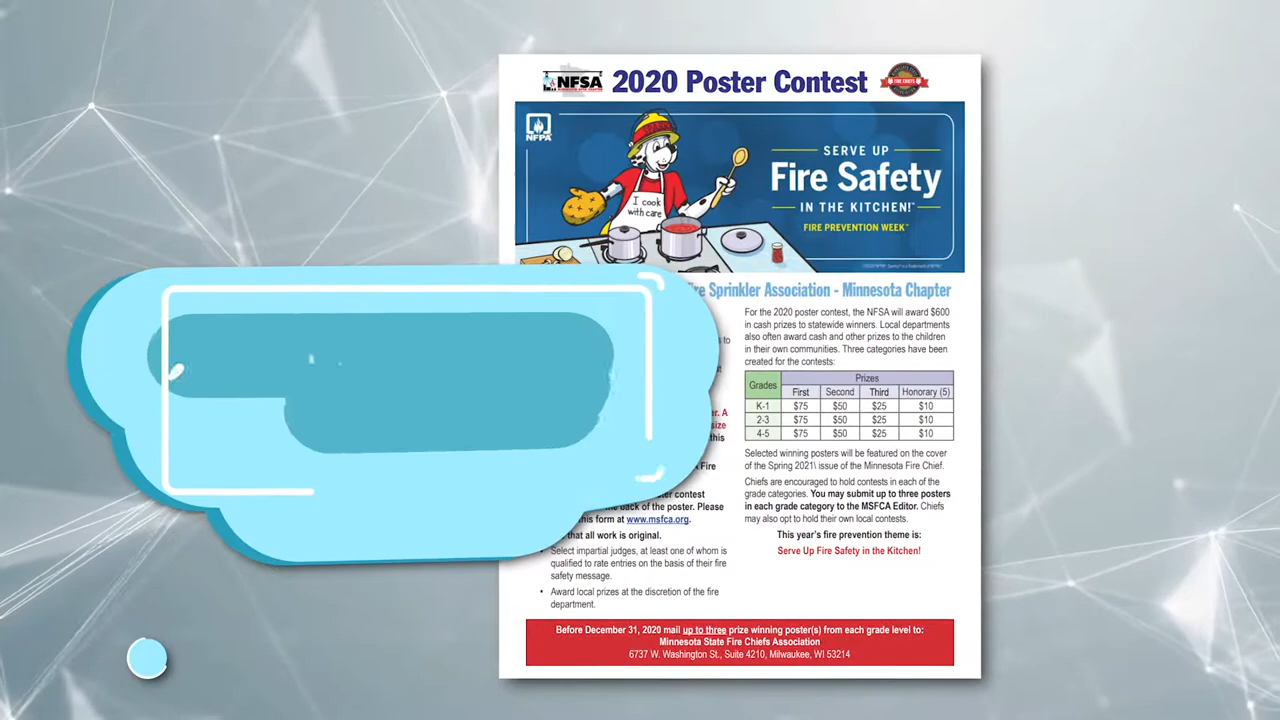 NFSA
2020 Poster Contest
FIRE CHIEFS
NFPA
SERVE UP
Fire Safety
IN THE KITCHEN!™
FIRE PREVENTION WEEK™
I cook
with care
Sprinkler Association - Minnesota Chapter
to
A
size
this
Fire
contest
back of the poster. Please
this form at www.msfca.org.
that all work is original.
• Select impartial judges, at least one of whom is
qualified to rate entries on the basis of their fire
safety message.
• Award local prizes at the discretion of the fire
department.
For the 2020 poster contest, the NFSA will award $600
in cash prizes to statewide winners. Local departments
also often award cash and other prizes to the children
in their own communities. Three categories have been
created for the contests:
Grades Prizes
First Second Third Honorary (5)
K-1 $75 $50 $25 $10
2-3 $75 $50 $25 $10
4-5 $75 $50 $25 $10
Selected winning posters will be featured on the cover
of the Spring 2021\ issue of the Minnesota Fire Chief.
Chiefs are encouraged to hold contests in each of the
grade categories. You may submit up to three posters
in each grade category to the MSFCA Editor. Chiefs
may also opt to hold their own local contests.
This year's fire prevention theme is:
Serve Up Fire Safety in the Kitchen!
Before December 31, 2020 mail up to three prize winning poster(s) from each grade level to:
Minnesota State Fire Chiefs Association
6737 W. Washington St., Suite 4210, Milwaukee, WI 53214